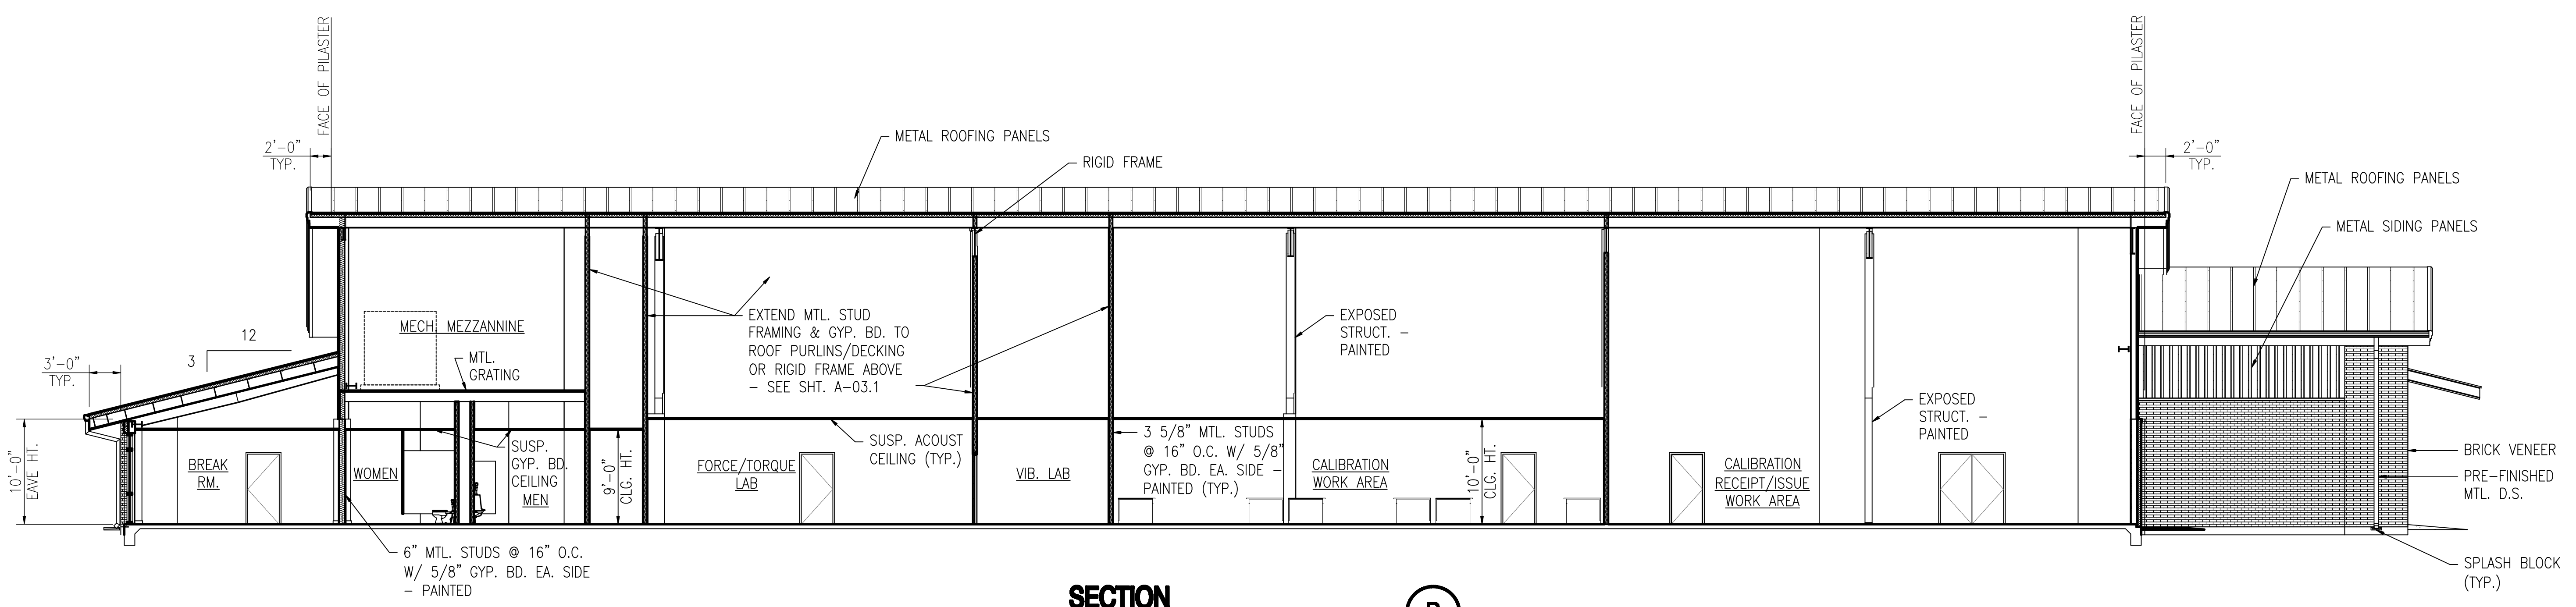 FACE OF PILASTER
FACE OF PILASTER
2'-0"
TYP.
METAL ROOFING PANELS
RIGID FRAME
2'-0"
TYP.
METAL ROOFING PANELS
METAL SIDING PANELS
MECH. MEZZANNINE
EXTEND MTL. STUD
FRAMING & GYP. BD. TO
ROOF PURLINS/DECKING
OR RIGID FRAME ABOVE
- SEE SHT. A-03.1
EXPOSED
STRUCT. -
PAINTED
12
3
3'-0"
TYP.
MTL.
GRATING
EXPOSED
STRUCT. -
PAINTED
10'-0"
EAVE HT.
BREAK
RM.
WOMEN
SUSP.
GYP. BD.
CEILING
MEN
9'-0"
CLG. HT.
FORCE/TORQUE
LAB
SUSP. ACOUST
CEILING (TYP.)
VIB. LAB
3 5/8" MTL. STUDS
@ 16" O.C. W/ 5/8"
GYP. BD. EA. SIDE -
PAINTED (TYP.)
CALIBRATION
WORK AREA
10'-0"
CLG. HT.
CALIBRATION
RECEIPT/ISSUE
WORK AREA
BRICK VENEER
PRE-FINISHED
MTL. D.S.
6" MTL. STUDS @ 16" O.C.
W/ 5/8" GYP. BD. EA. SIDE
- PAINTED
SPLASH BLOCK
(TYP.)
SECTION